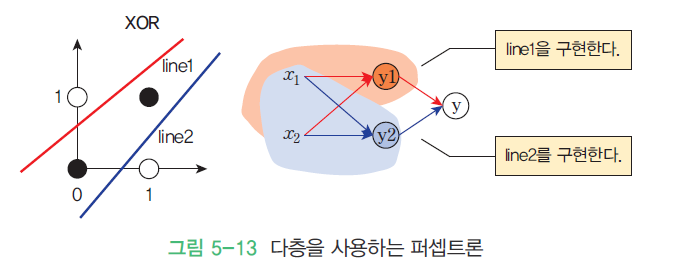 XOR
line1
1
line2
0
1
x1
x2
y1
y2
y
line1을 구현한다.
line2를 구현한다.
그림 5-13 다층을 사용하는 퍼셉트론